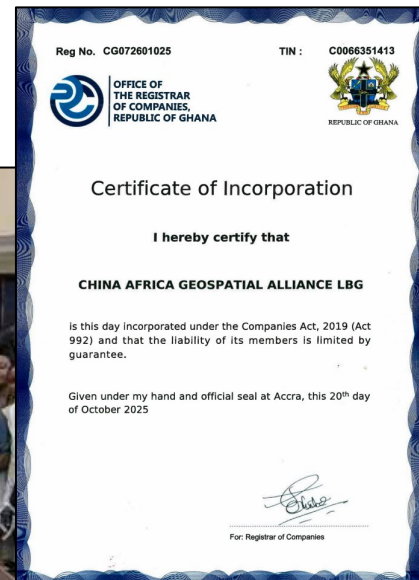 Reg No. CG072601025 TIN : C0066351413
OFFICE OF
THE REGISTRAR
OF COMPANIES,
REPUBLIC OF GHANA
REPUBLIC OF GHANA
Certificate of Incorporation
I hereby certify that
CHINA AFRICA GEOSPATIAL ALLIANCE LBG
is this day incorporated under the Companies Act, 2019 (Act
992) and that the liability of its members is limited by
guarantee.
Given under my hand and official seal at Accra, this 20th day
of October 2025
For: Registrar of Companies